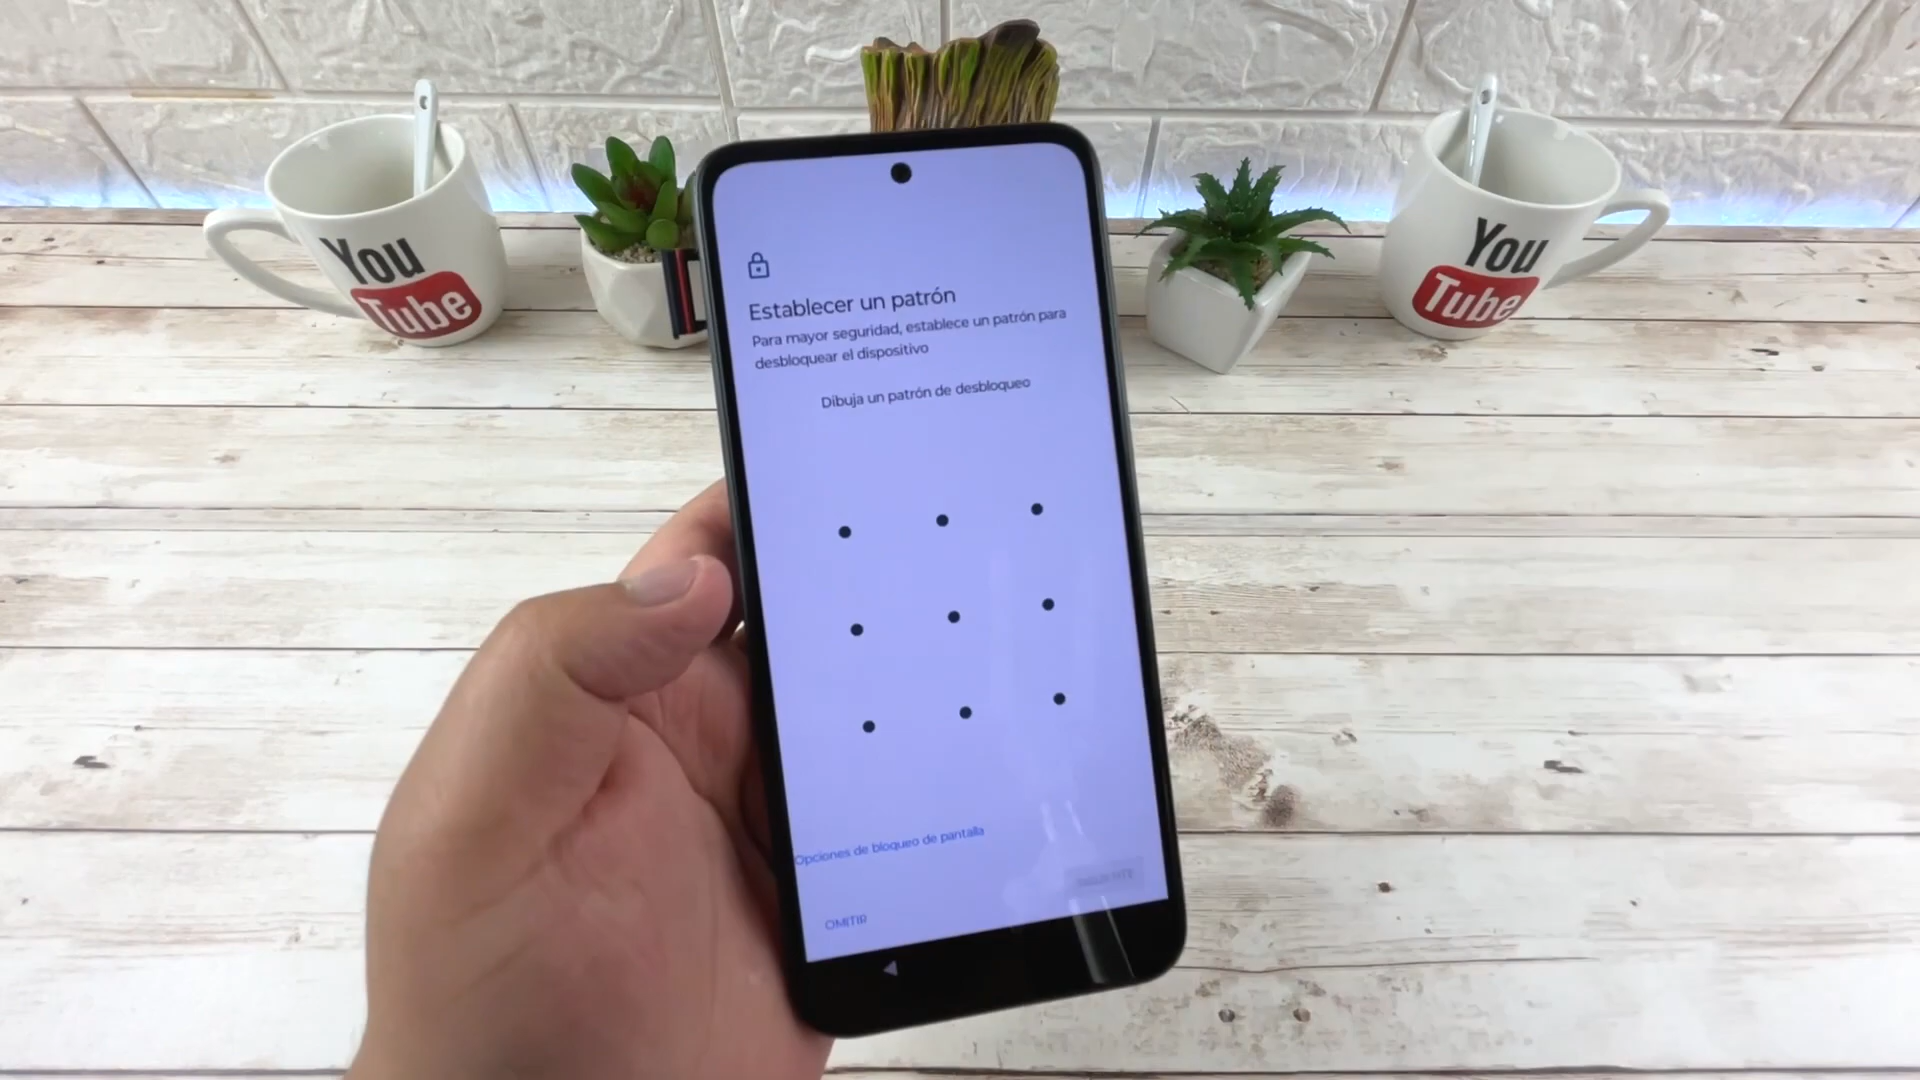 You
Tube
You
Tube
Establecer un patrón
Para mayor seguridad, establece un patrón para
desbloquear el dispositivo
Dibuja un patrón de desbloqueo
Opciones de bloqueo de pantalla
OMITIR